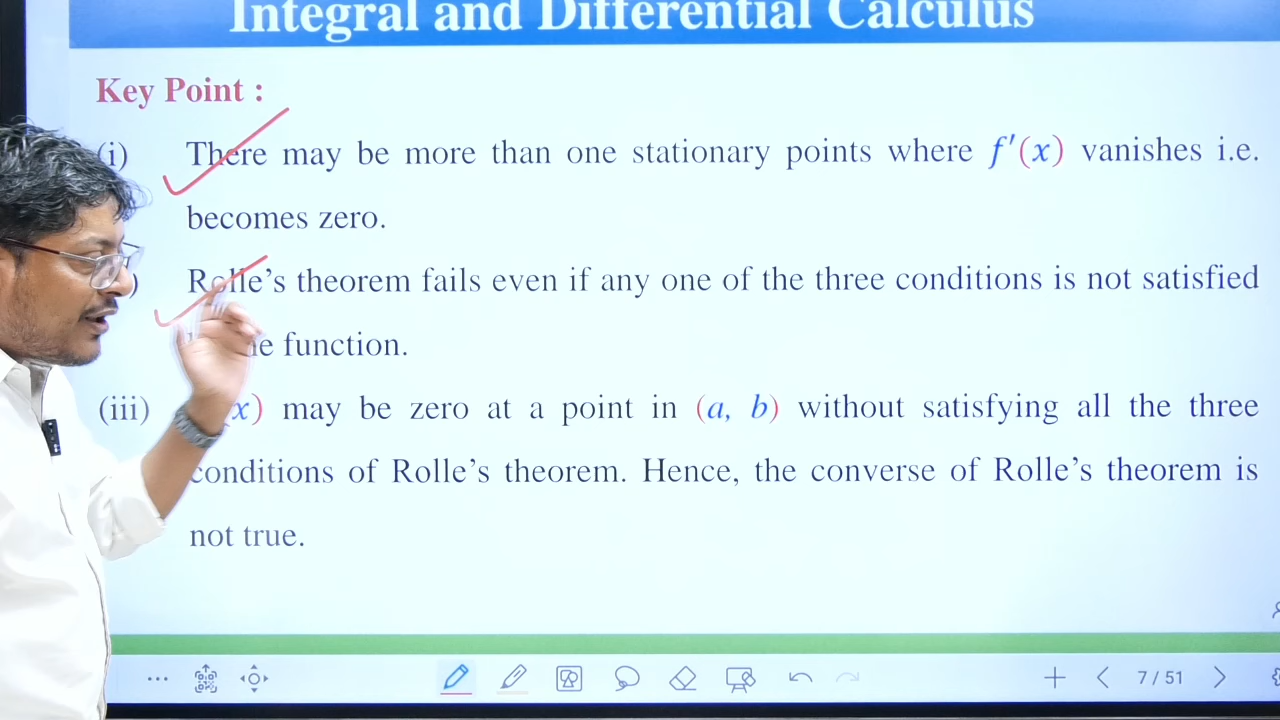 Integral and Differential Calculus
Key Point :
(i) There may be more than one stationary points where f′(x) vanishes i.e.
becomes zero.
) Rolle’s theorem fails even if any one of the three conditions is not satisfied
function.
(iii) x) may be zero at a point in (a, b) without satisfying all the three
conditions of Rolle’s theorem. Hence, the converse of Rolle’s theorem is
not true.
7 / 51